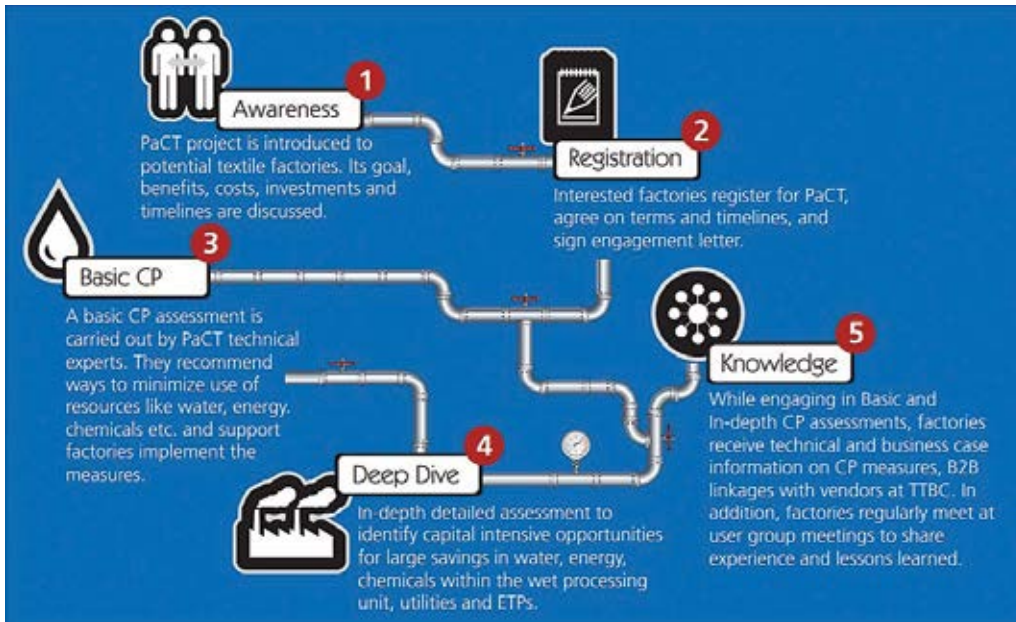 1
Awareness
PaCT project is introduced to
potential textile factories. Its goal,
benefits, costs, investments and
timelines are discussed.
2
Registration
Interested factories register for PaCT,
agree on terms and timelines, and
sign engagement letter.
3
Basic CP
A basic CP assessment is
carried out by PaCT technical
experts. They recommend
ways to minimize use of
resources like water, energy,
chemicals etc. and support
factories implement the
measures.
4
Deep Dive
In-depth detailed assessment to
identify capital intensive opportunities
for large savings in water, energy,
chemicals within the wet processing
unit, utilities and ETPs.
5
Knowledge
While engaging in Basic and
In-depth CP assessments, factories
receive technical and business case
information on CP measures, B2B
linkages with vendors at TTBC. In
addition, factories regularly meet at
user group meetings to share
experience and lessons learned.